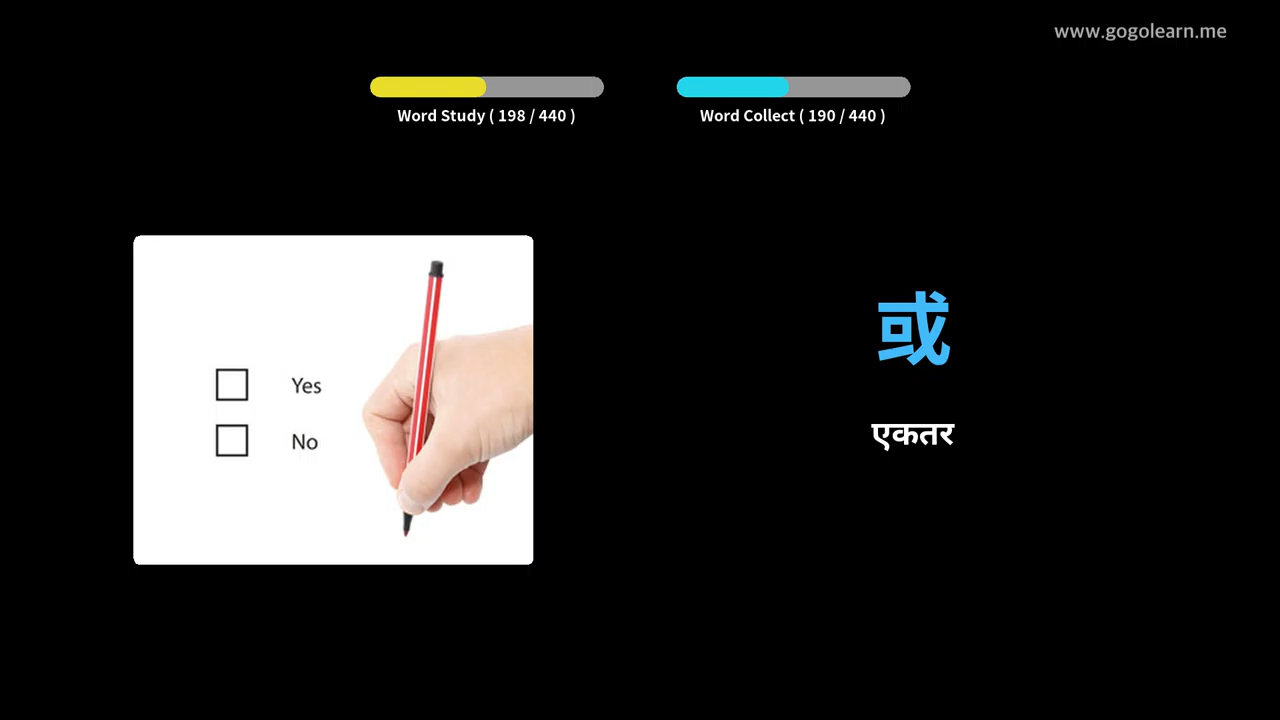 www.gogolearn.me
Word Study ( 198 / 440 )
Word Collect ( 190 / 440 )
Yes
No
或
एकतर